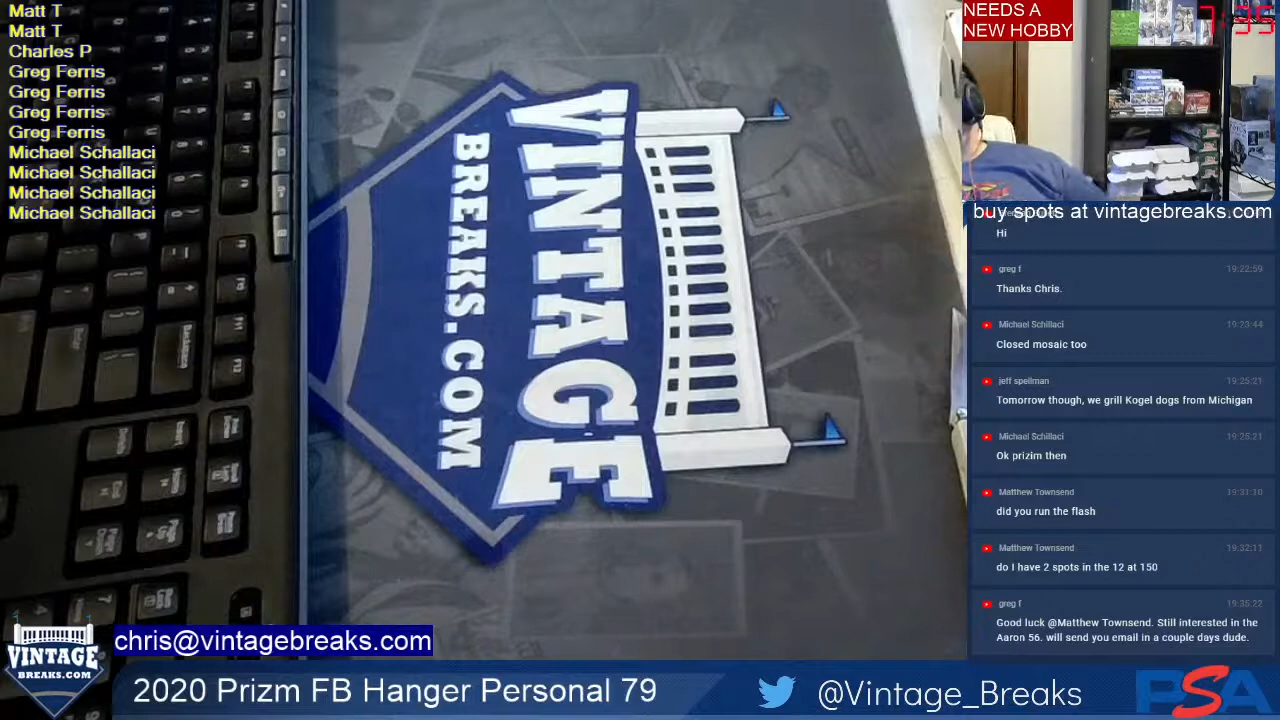 Matt T
Matt T
Charles P
Greg Ferris
Greg Ferris
Greg Ferris
Greg Ferris
Michael Schallaci
Michael Schallaci
Michael Schallaci
Michael Schallaci
VINTAGE
BREAKS.COM
NEEDS A
NEW HOBBY
7:35
buy spots at vintagebreaks.com
Hi
greg f 19:22:59
Thanks Chris.
Michael Schillaci 19:23:44
Closed mosaic too
jeff spellman 19:25:21
Tomorrow though, we grill Kogel dogs from Michigan
Michael Schillaci 19:25:21
Ok prizim then
Matthew Townsend 19:31:10
did you run the flash
Matthew Townsend 19:32:11
do I have 2 spots in the 12 at 150
greg f 19:35:22
Good luck @Matthew Townsend. Still interested in the
Aaron 56. will send you email in a couple days dude.
VINTAGE
BREAKS.COM
chris@vintagebreaks.com
2020 Prizm FB Hanger Personal 79
@Vintage_Breaks
PSA